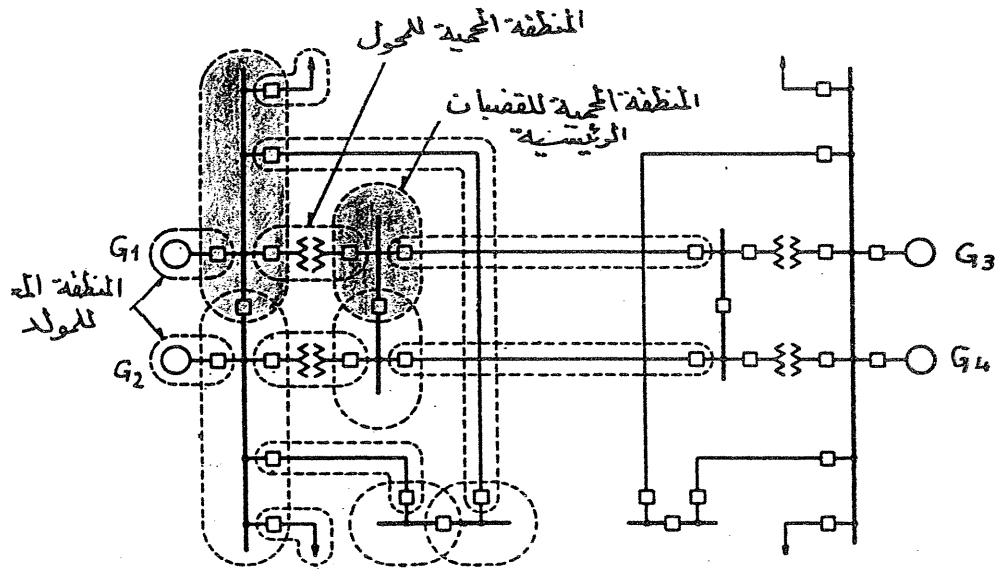 المنطقة المحمية للمحول
المنطقة المحمية للقضبان
الرئيسية
G1
G3
المنطقة المح
للمولد
G2
G4